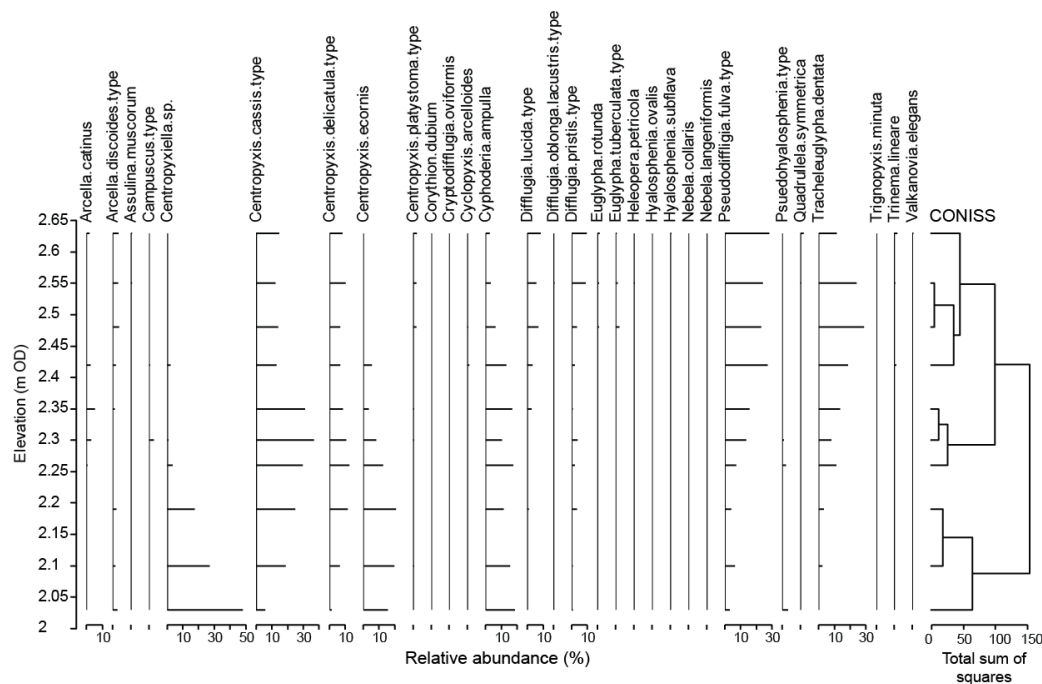 Arcella.catinus
Arcella.discoides.type
Assulina.muscorum
Campuscus.type
Centropyxiella.sp.
Centropyxis.cassis.type
Centropyxis.delicatula.type
Centropyxis.ecornis
Centropyxis.platystoma.type
Corythion.dubium
Cryptodifflugia.oviformis
Cyclopyxis.arcelloides
Cyphoderia.ampulla
Difflugia.lucida.type
Difflugia.oblonga.lacustris.type
Difflugia.pristis.type
Euglypha.rotunda
Euglypha.tuberculata.type
Heleopera.petricola
Hyalosphenia.ovalis
Hyalosphenia.subflava
Nebela.collaris
Nebela.langeniformis
Pseudodiffligia.fulva.type
Psuedohyalosphenia.type
Quadrullela.symmetrica
Tracheleuglypha.dentata
Trignopyxis.minuta
Trinema.lineare
Valkanovia.elegans
CONISS
Elevation (m OD)
2.65
2.6
2.55
2.5
2.45
2.4
2.35
2.3
2.25
2.2
2.15
2.1
2.05
2
10 10 10 30 50 10 30 10 10 10 10 10 10 30 10 30
0 50 100 150
Relative abundance (%)
Total sum of
squares